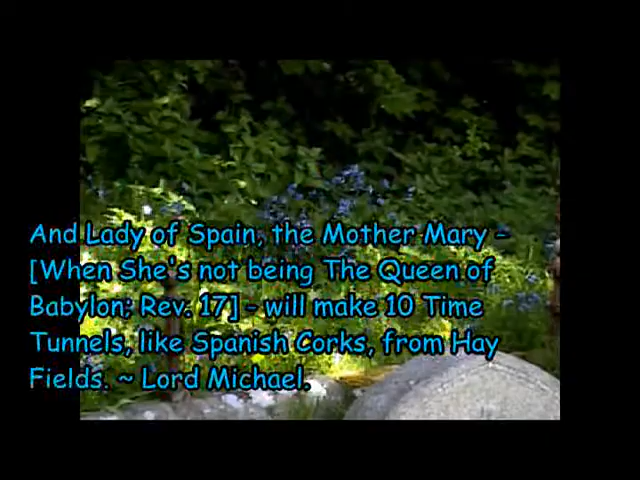 And Lady of Spain, the Mother Mary -
[When She's not being The Queen of
Babylon; Rev. 17] - will make 10 Time
Tunnels, like Spanish Corks, from Hay
Fields. ~ Lord Michael.